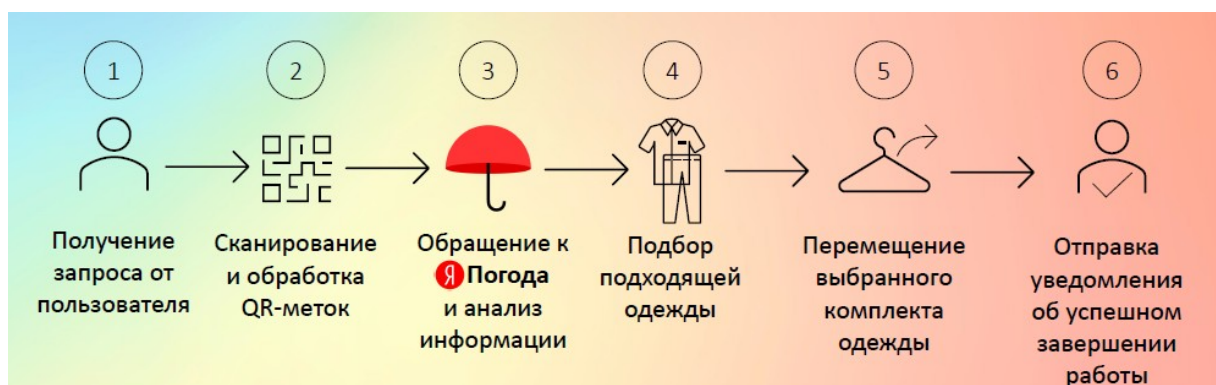 1
2
3
4
5
6
Получение
запроса от
пользователя
Сканирование
и обработка
QR-меток
Обращение к
Я Погода
и анализ
информации
Подбор
подходящей
одежды
Перемещение
выбранного
комплекта
одежды
Отправка
уведомления
об успешном
завершении
работы